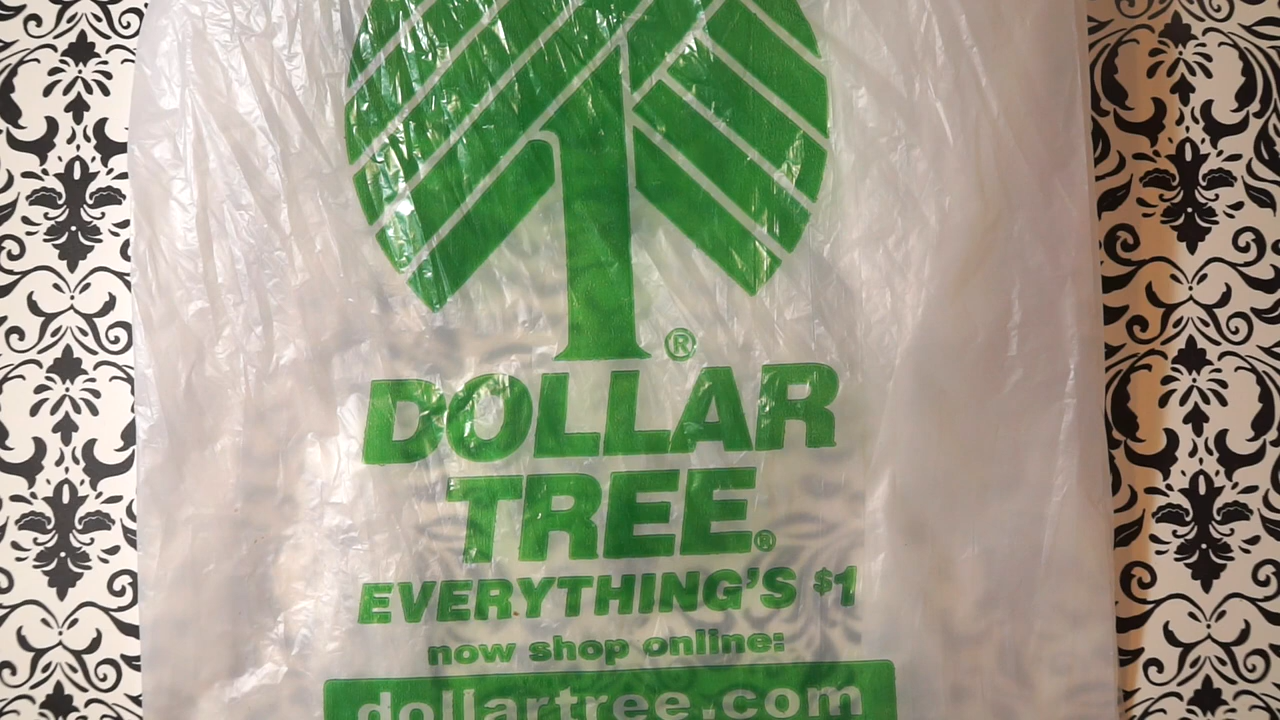 ®
DOLLAR
TREE®
EVERYTHING'S $1
now shop online:
dollartree.com